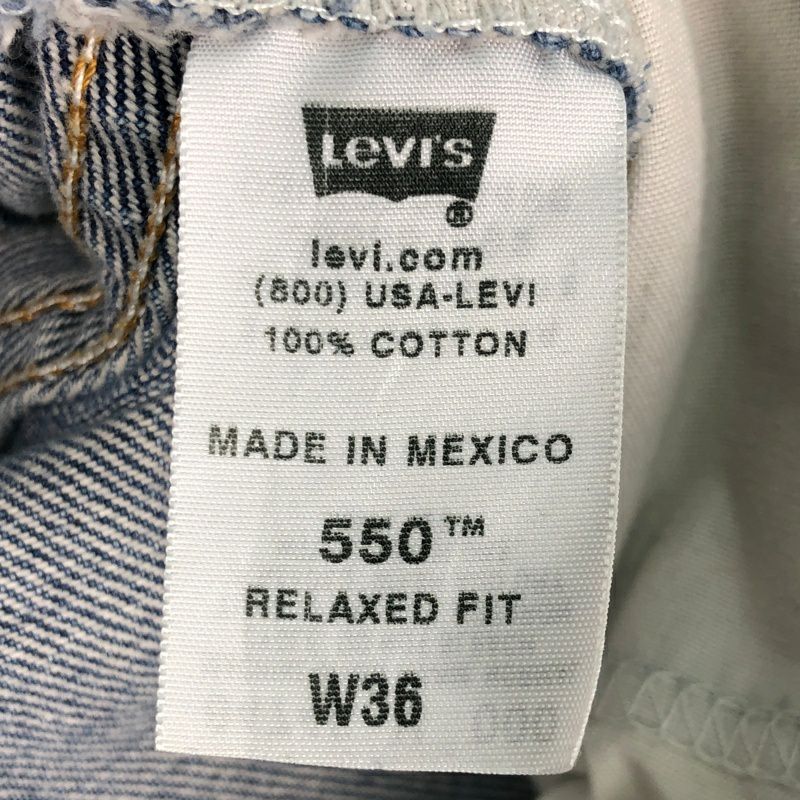 Levi's
®
levi.com
(800) USA-LEVI
100% COTTON
MADE IN MEXICO
550™
RELAXED FIT
W36